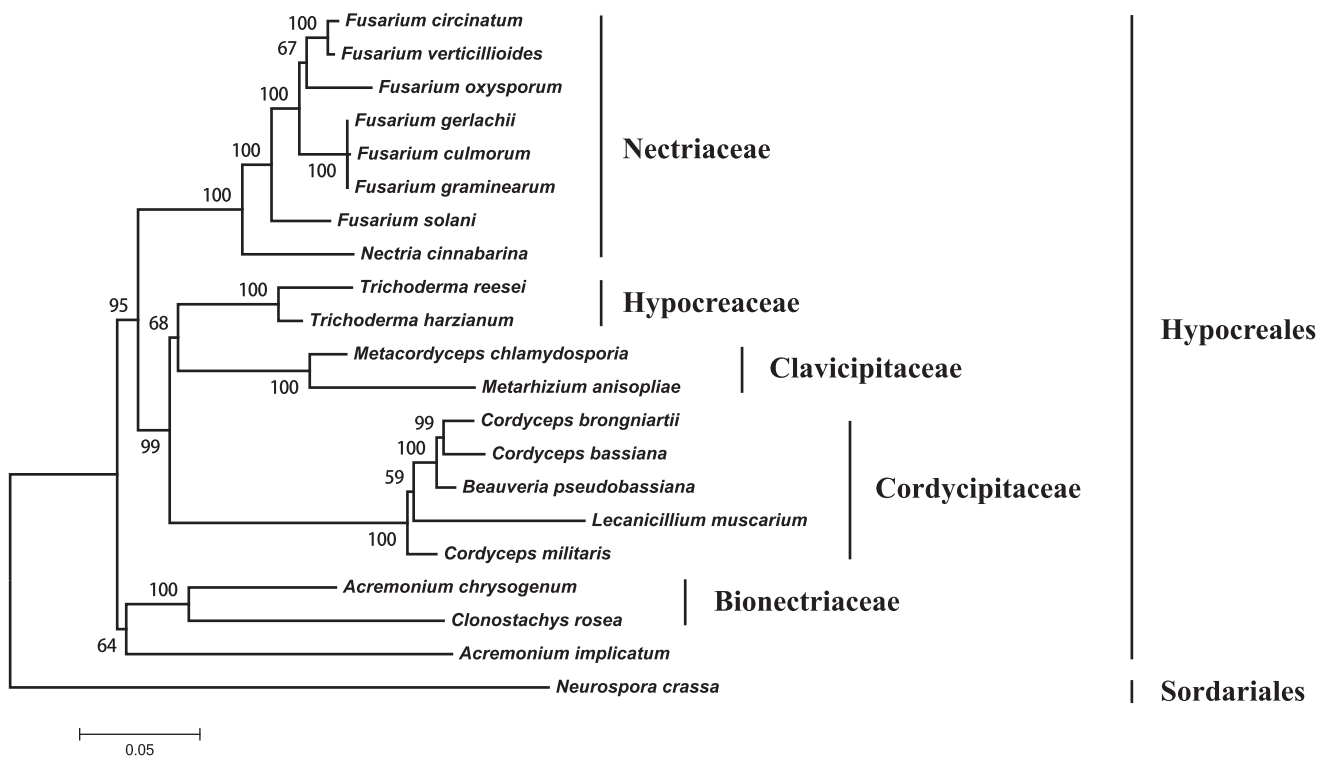 100 Fusarium circinatum
67 Fusarium verticillioides
Fusarium oxysporum
100 Fusarium gerlachii
100 Fusarium culmorum Nectriaceae
100 Fusarium graminearum
100 Fusarium solani
Nectria cinnabarina
100 Trichoderma reesei
95 68 Trichoderma harzianum Hypocreaceae
Metacordyceps chlamydosporia Hypocreales
100 Metarhizium anisopliae Clavicipitaceae
99 Cordyceps brongniartii
99 100 Cordyceps bassiana
59 Beauveria pseudobassiana Cordycipitaceae
Lecanicillium muscarium
100 Cordyceps militaris
100 Acremonium chrysogenum
Clonostachys rosea Bionectriaceae
64 Acremonium implicatum
Neurospora crassa Sordariales
0.05